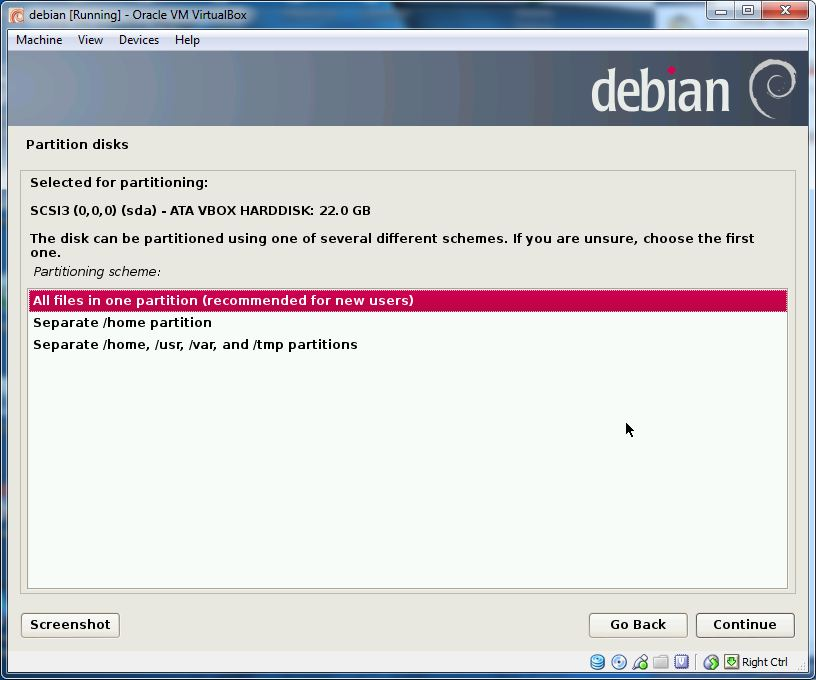 debian [Running] - Oracle VM VirtualBox
Machine View Devices Help
debian
Partition disks
Selected for partitioning:
SCSI3 (0,0,0) (sda) - ATA VBOX HARDDISK: 22.0 GB
The disk can be partitioned using one of several different schemes. If you are unsure, choose the first
one.
Partitioning scheme:
All files in one partition (recommended for new users)
Separate /home partition
Separate /home, /usr, /var, and /tmp partitions
Screenshot Go Back Continue
Right Ctrl